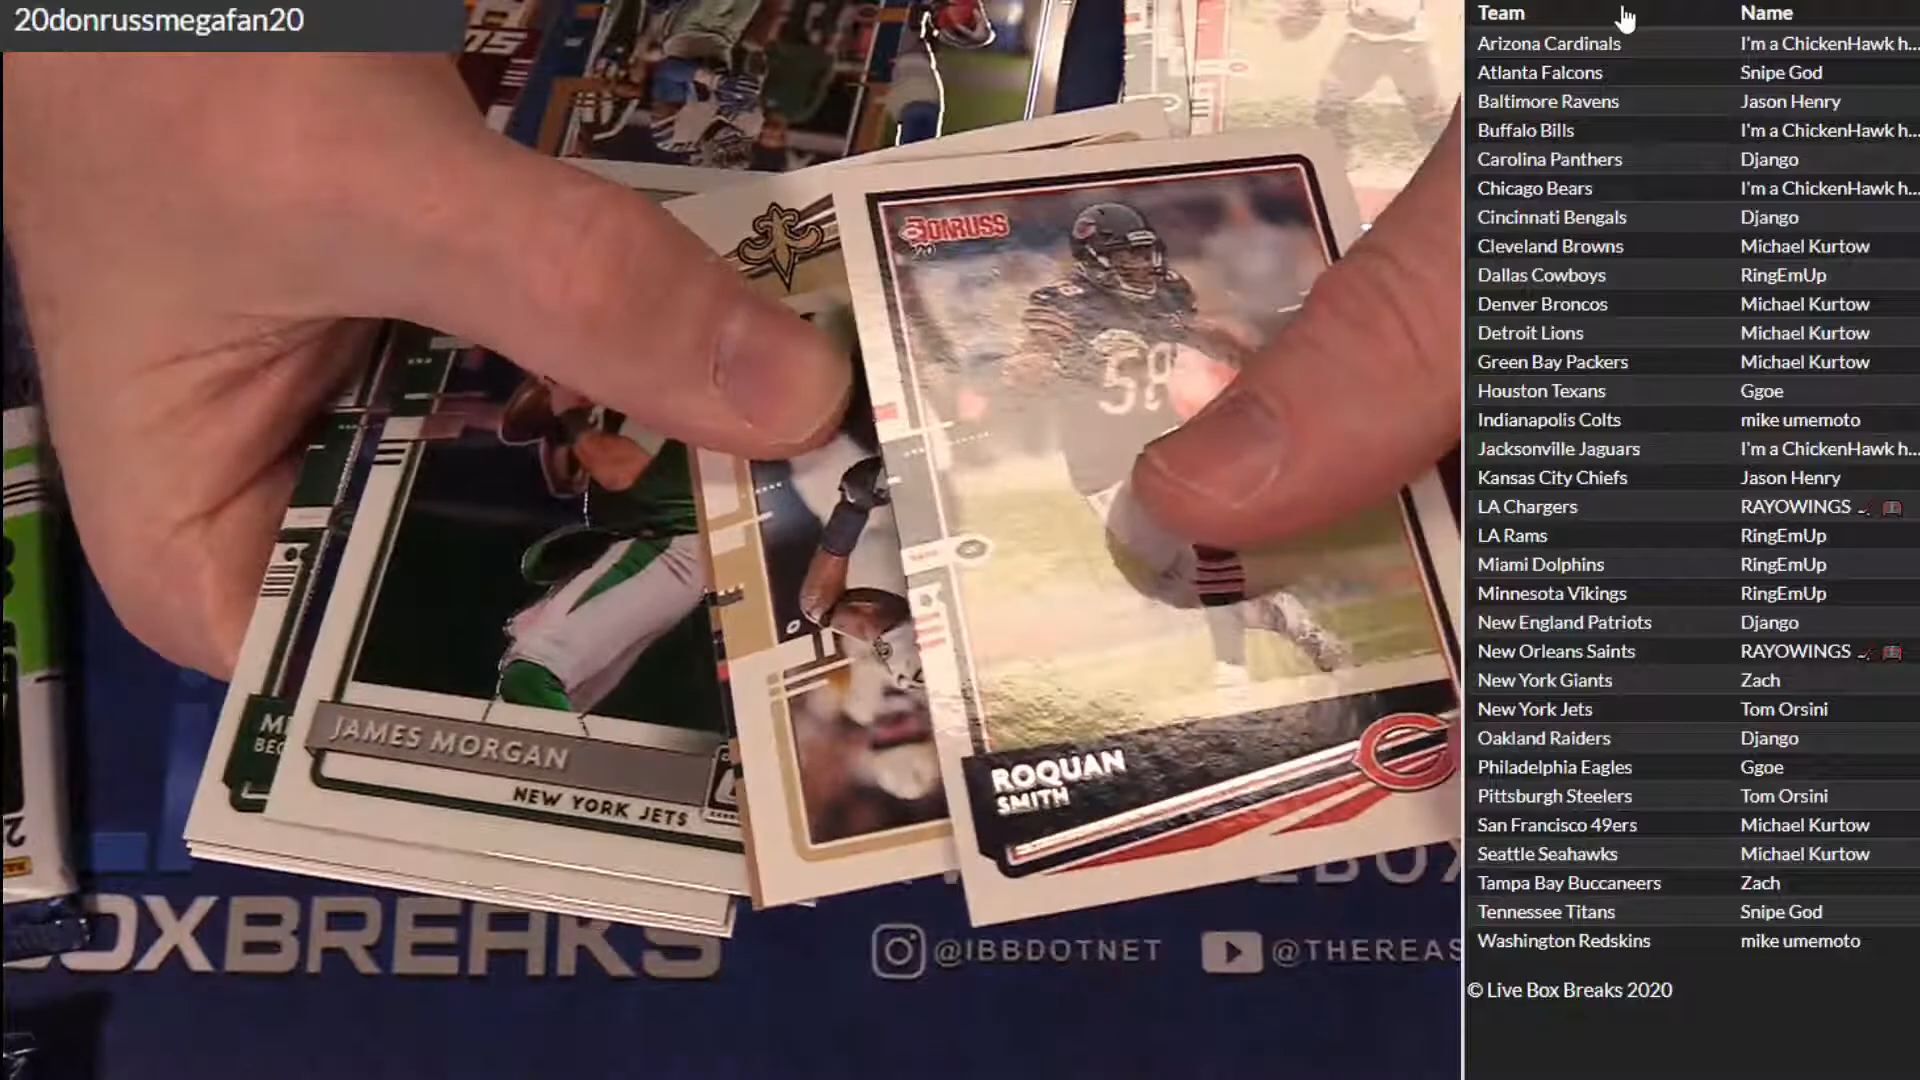 20donrussmegafan20
Team Name
Arizona Cardinals I'm a ChickenHawk h...
Atlanta Falcons Snipe God
Baltimore Ravens Jason Henry
Buffalo Bills I'm a ChickenHawk h...
Carolina Panthers Django
Chicago Bears I'm a ChickenHawk h...
Cincinnati Bengals Django
Cleveland Browns Michael Kurtow
Dallas Cowboys RingEmUp
Denver Broncos Michael Kurtow
Detroit Lions Michael Kurtow
Green Bay Packers Michael Kurtow
Houston Texans Ggoe
Indianapolis Colts mike umemoto
Jacksonville Jaguars I'm a ChickenHawk h...
Kansas City Chiefs Jason Henry
LA Chargers RAYOWINGS
LA Rams RingEmUp
Miami Dolphins RingEmUp
Minnesota Vikings RingEmUp
New England Patriots Django
New Orleans Saints RAYOWINGS
New York Giants Zach
New York Jets Tom Orsini
Oakland Raiders Django
Philadelphia Eagles Ggoe
Pittsburgh Steelers Tom Orsini
San Francisco 49ers Michael Kurtow
Seattle Seahawks Michael Kurtow
Tampa Bay Buccaneers Zach
Tennessee Titans Snipe God
Washington Redskins mike umemoto
© Live Box Breaks 2020
DONRUSS
58
ROQUAN
SMITH
JAMES MORGAN
NEW YORK JETS
OXBREAKS
@IBBDOTNET
@THEREAS